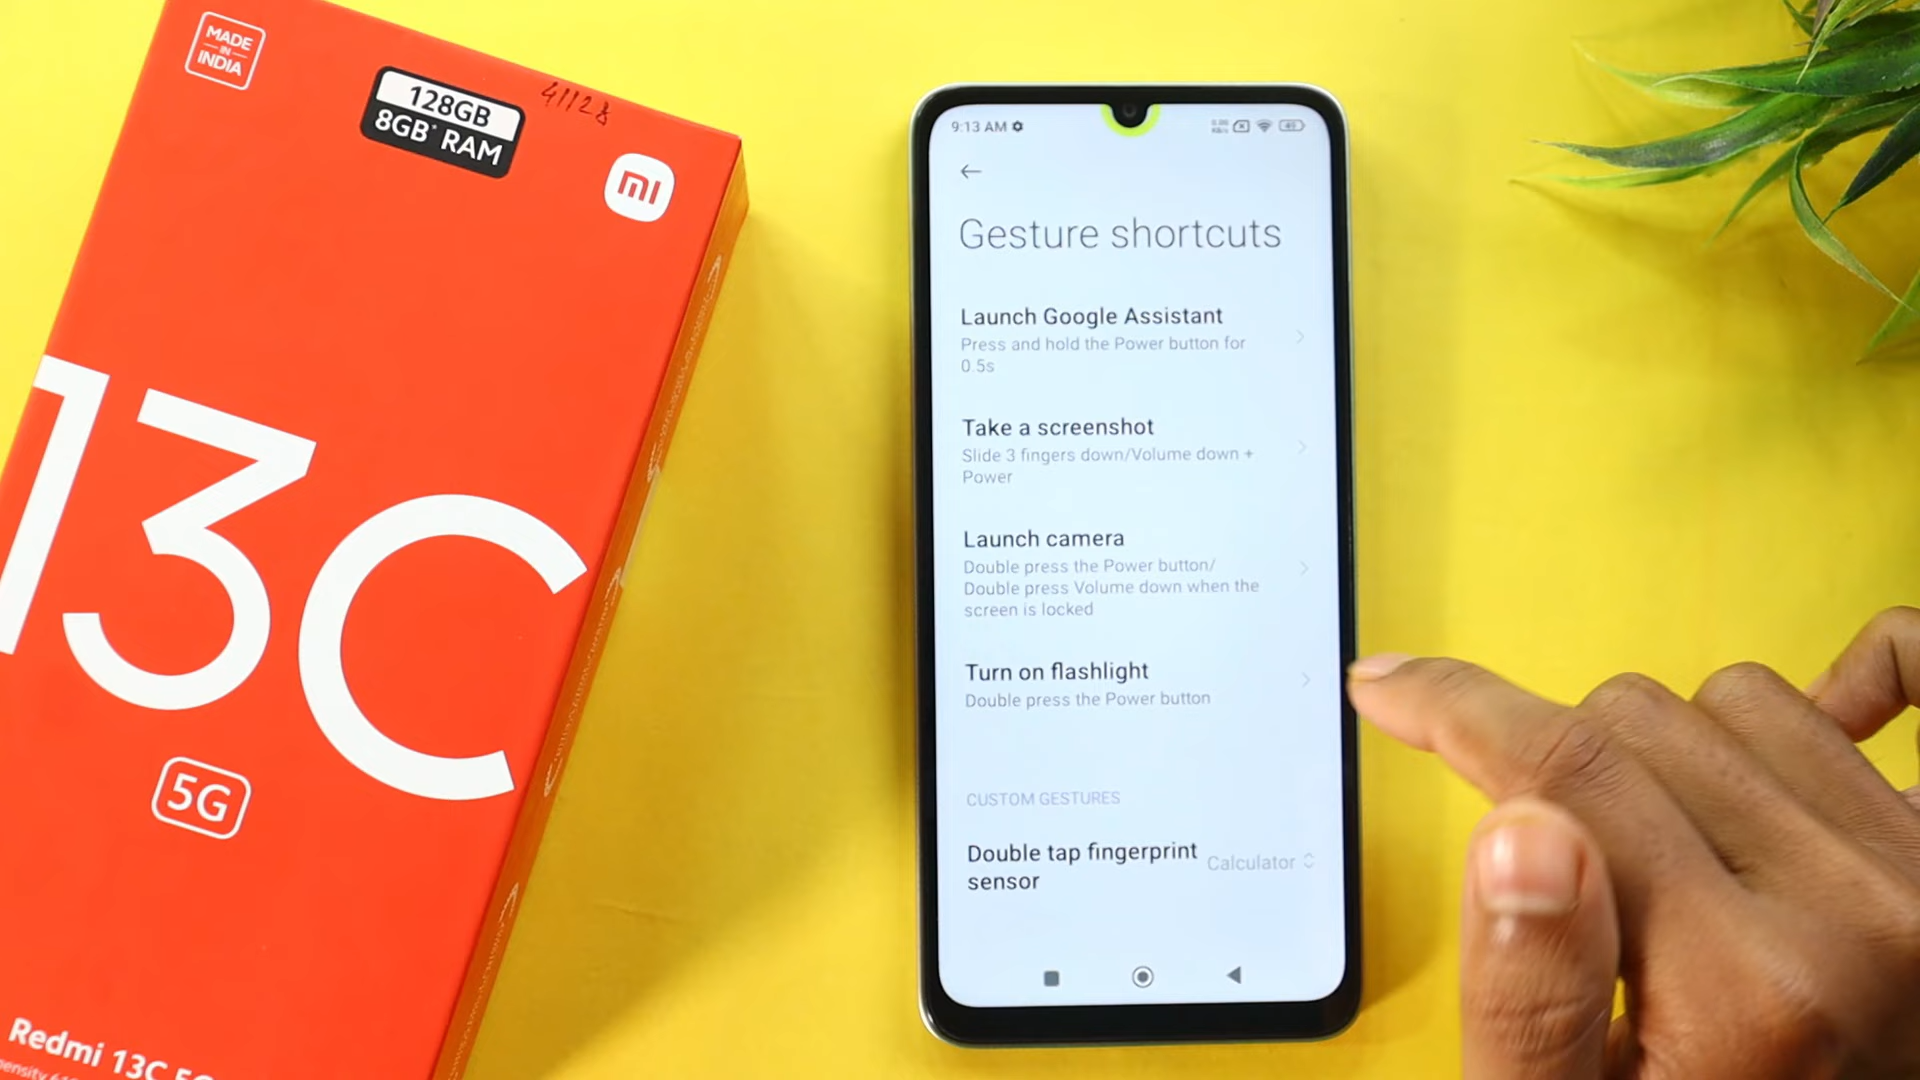 MADE
IN
INDIA
128GB
8GB* RAM
41128
mi
13C
5G
Redmi 13C 5G
9:13 AM
Gesture shortcuts
Launch Google Assistant
Press and hold the Power button for
0.5s
Take a screenshot
Slide 3 fingers down/Volume down +
Power
Launch camera
Double press the Power button/
Double press Volume down when the
screen is locked
Turn on flashlight
Double press the Power button
CUSTOM GESTURES
Double tap fingerprint
sensor
Calculator